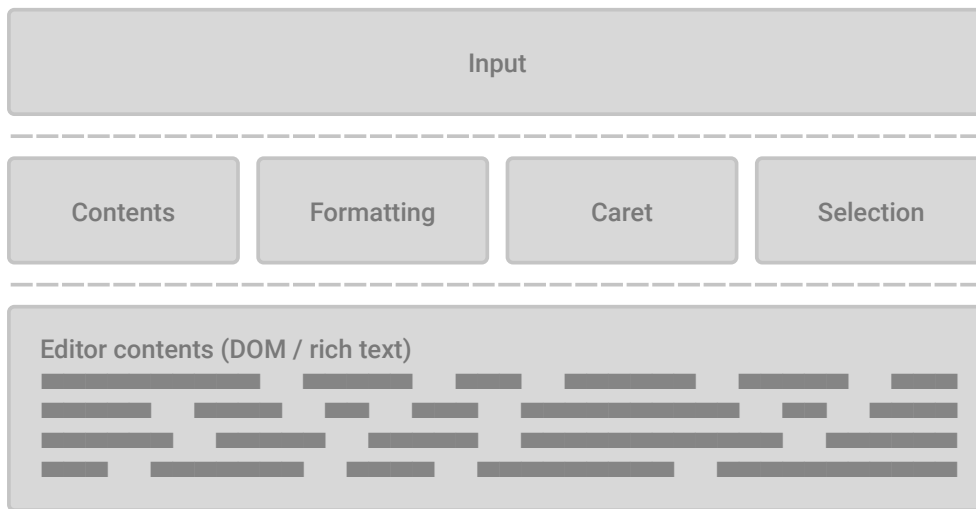 Input
Contents
Formatting
Caret
Selection
Editor contents (DOM / rich text)